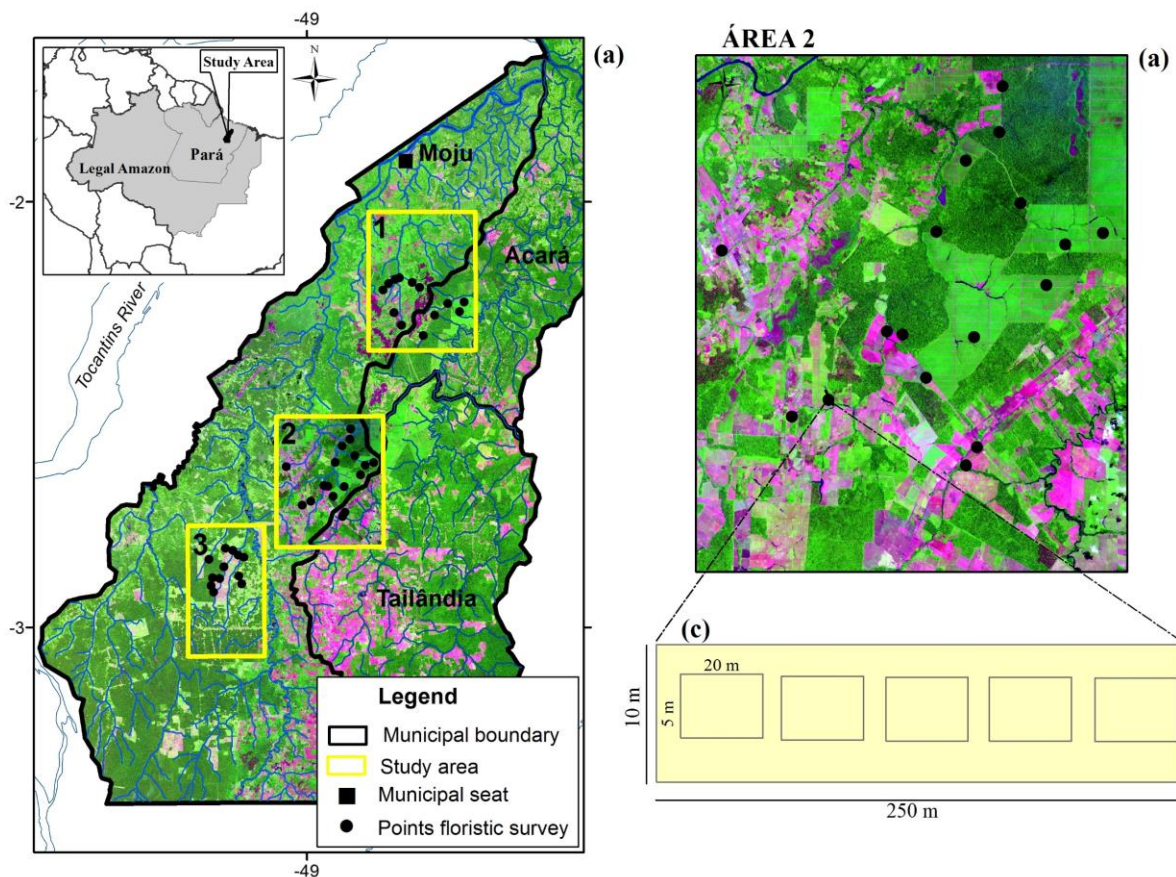 -49
(a)
Study Area
N
Pará
Legal Amazon
Moju
-2
1
Acará
Tocantins River
2
3
Tailândia
-3
Legend
Municipal boundary
Study area
Municipal seat
Points floristic survey
-49
ÁREA 2
(a)
(c)
20 m
10 m
5 m
250 m